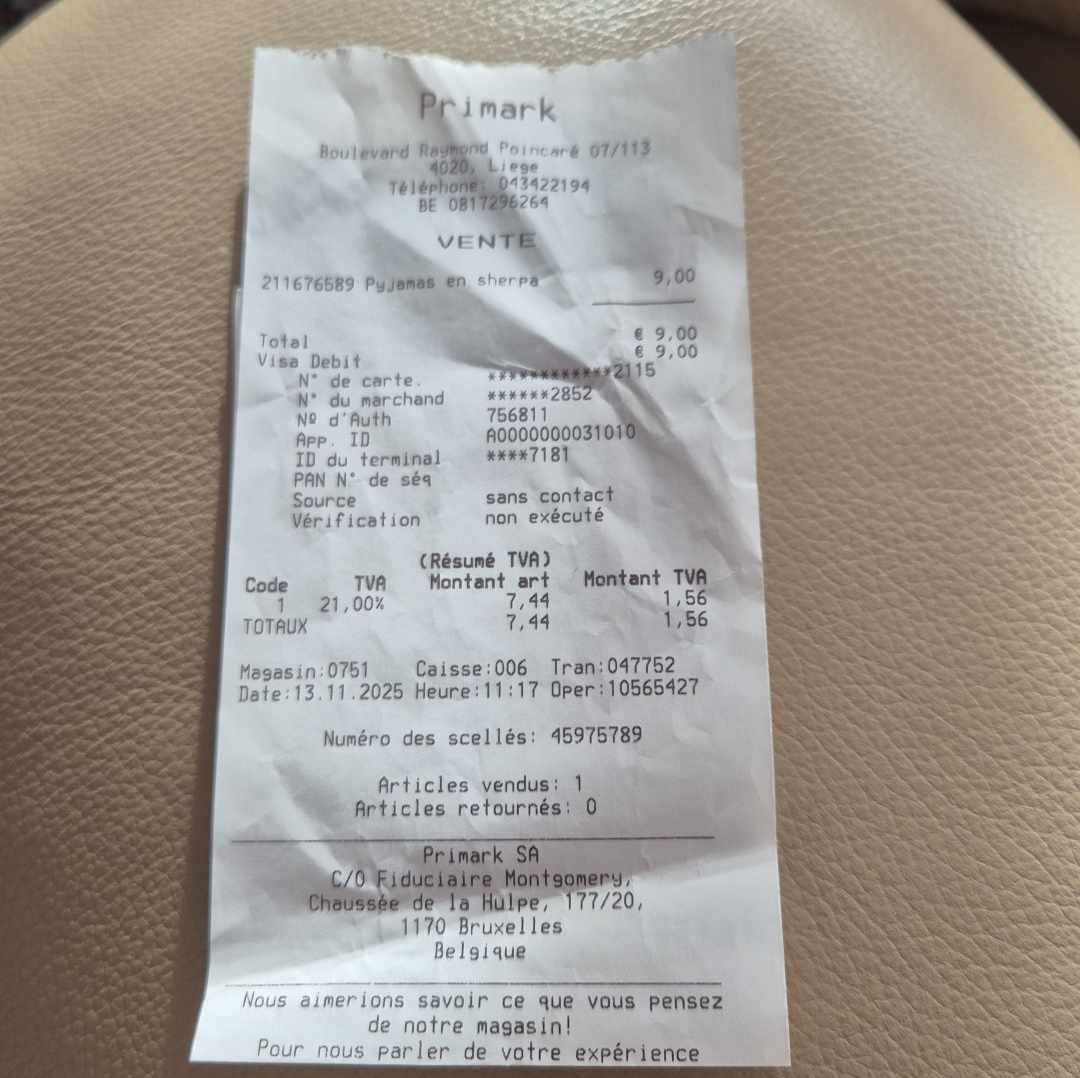 Primark
Boulevard Raymond Poincaré 07/113
4020, Liege
Téléphone: 043422194
BE 0817296264
VENTE
211676589 Pyjamas en sherpa 9,00
Total € 9,00
Visa Debit € 9,00
N° de carte. ************2115
N° du marchand ******2852
Nº d'Auth 756811
App. ID A0000000031010
ID du terminal ****7181
PAN N° de séq
Source sans contact
Vérification non exécuté
(Résumé TVA)
Code TVA Montant art Montant TVA
1 21,00% 7,44 1,56
TOTAUX 7,44 1,56
Magasin:0751 Caisse:006 Tran:047752
Date:13.11.2025 Heure:11:17 Oper:10565427
Numéro des scellés: 45975789
Articles vendus: 1
Articles retournés: 0
Primark SA
C/O Fiduciaire Montgomery,
Chaussée de la Hulpe, 177/20,
1170 Bruxelles
Belgique
Nous aimerions savoir ce que vous pensez
de notre magasin!
Pour nous parler de votre expérience